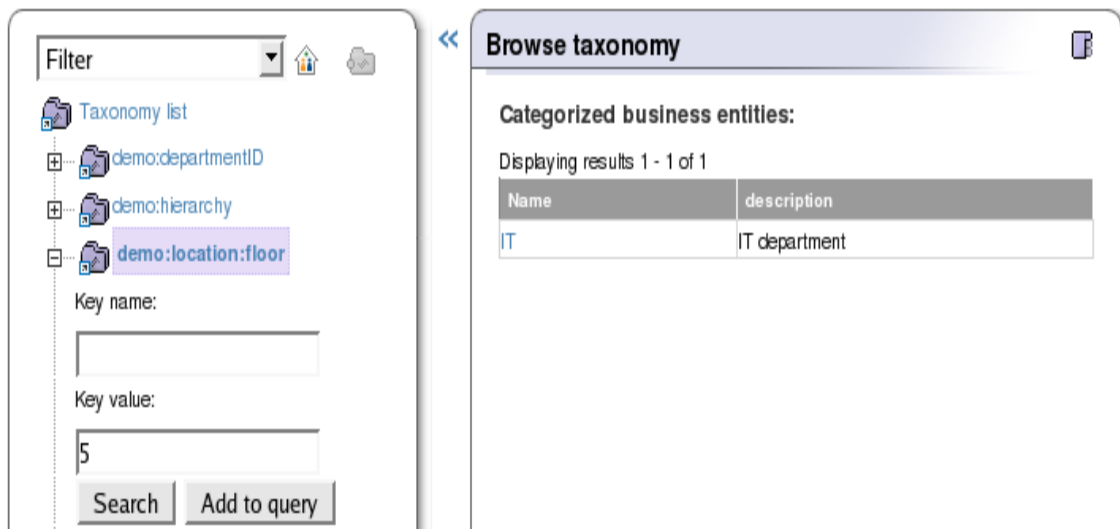 Filter
Taxonomy list
demo:departmentID
demo:hierarchy
demo:location:floor
Key name:
Key value:
5
Search Add to query
«
Browse taxonomy
Categorized business entities:
Displaying results 1 - 1 of 1
Name description
IT IT department